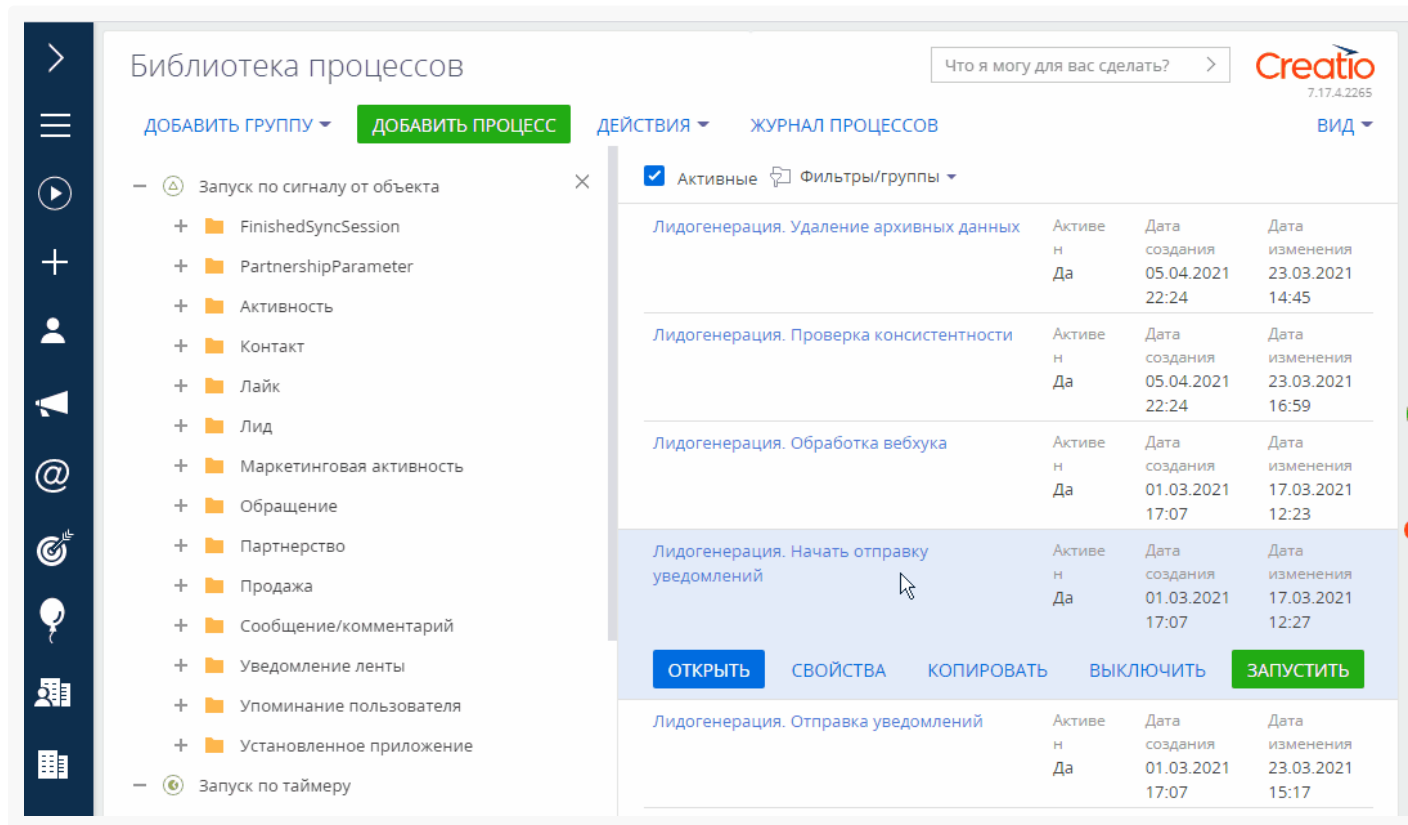 Библиотека процессов
Что я могу для вас сделать?
Creatio
7.17.4.2265
ДОБАВИТЬ ГРУППУ ДОБАВИТЬ ПРОЦЕСС ДЕЙСТВИЯ ЖУРНАЛ ПРОЦЕССОВ ВИД
Запуск по сигналу от объекта
FinishedSyncSession
PartnershipParameter
Активность
Контакт
Лайк
Лид
Маркетинговая активность
Обращение
Партнерство
Продажа
Сообщение/комментарий
Уведомление ленты
Упоминание пользователя
Установленное приложение
Запуск по таймеру
Активные Фильтры/группы
Лидогенерация. Удаление архивных данных Активе Дата Дата
н создания изменения
Да 05.04.2021 23.03.2021
22:24 14:45
Лидогенерация. Проверка консистентности Активе Дата Дата
н создания изменения
Да 05.04.2021 23.03.2021
22:24 16:59
Лидогенерация. Обработка вебхука Активе Дата Дата
н создания изменения
Да 01.03.2021 17.03.2021
17:07 12:23
Лидогенерация. Начать отправку Активе Дата Дата
уведомлений н создания изменения
Да 01.03.2021 17.03.2021
17:07 12:27
ОТКРЫТЬ СВОЙСТВА КОПИРОВАТЬ ВЫКЛЮЧИТЬ ЗАПУСТИТЬ
Лидогенерация. Отправка уведомлений Активе Дата Дата
н создания изменения
Да 01.03.2021 23.03.2021
17:07 15:17